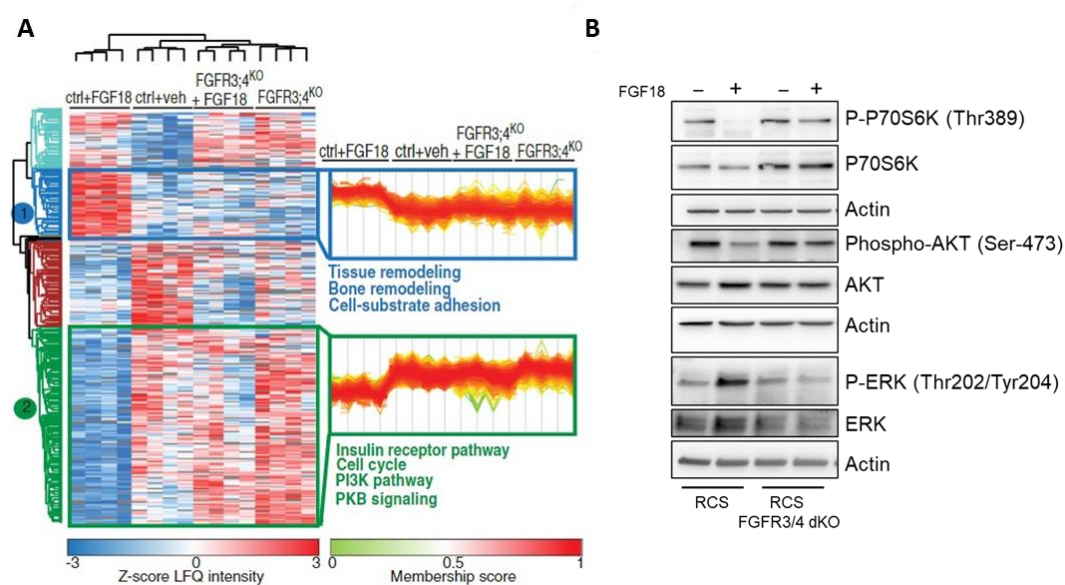 A
B
ctrl+FGF18
ctrl+veh
FGFR3;4KO
+ FGF18
FGFR3;4KO
ctrl+FGF18
ctrl+veh
FGFR3;4KO
+ FGF18
FGFR3;4KO
1
Tissue remodeling
Bone remodeling
Cell-substrate adhesion
2
Insulin receptor pathway
Cell cycle
PI3K pathway
PKB signaling
-3 0 3
Z-score LFQ intensity
0 0.5 1
Membership score
FGF18 – + – +
P-P70S6K (Thr389)
P70S6K
Actin
Phospho-AKT (Ser-473)
AKT
Actin
P-ERK (Thr202/Tyr204)
ERK
Actin
RCS
RCS
FGFR3/4 dKO